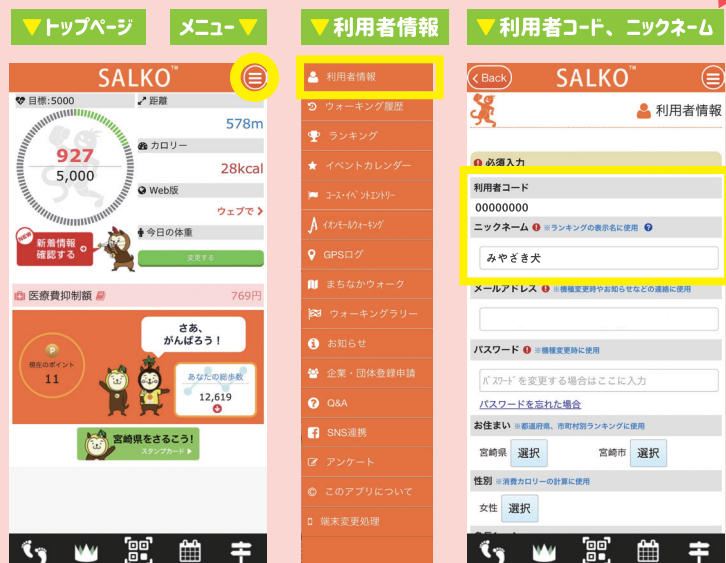 ▼トップページ
メニュー▼
SALKO™
目標:5000
927
5,000
NEW
新着情報
確認する
距離
578m
カロリー
28kcal
Web版
ウェブで >
今日の体重
変更する
医療費抑制額
769円
P
現在のポイント
11
さあ、
がんばろう！
あなたの総歩数
12,619
宮崎県をさるこう!
スタンプカード ▶
▼利用者情報
利用者情報
ウォーキング履歴
ランキング
イベントカレンダー
コース・イベントエントリー
イオンモールウォーキング
GPSログ
まちなかウォーク
ウォーキングラリー
お知らせ
企業・団体登録申請
Q&A
SNS連携
アンケート
このアプリについて
端末変更処理
▼利用者コード、ニックネーム
< Back
SALKO™
利用者情報
必須入力
利用者コード
00000000
ニックネーム ※ランキングの表示名に使用
みやざき犬
メールアドレス ※機種変更時やお知らせなどの連絡に使用
パスワード ※機種変更時に使用
パスワードを変更する場合はここに入力
パスワードを忘れた場合
お住まい ※都道府県、市町村別ランキングに使用
宮崎県 選択 宮崎市 選択
性別 ※消費カロリーの計算に使用
女性 選択